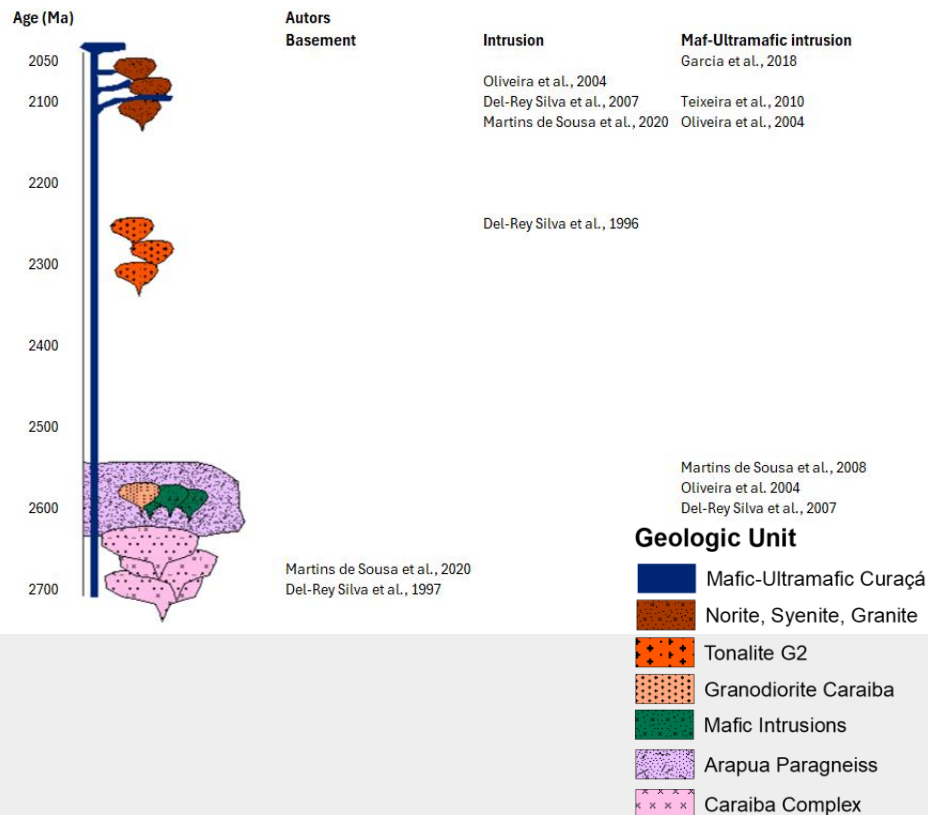 Age (Ma) Autors
Basement Intrusion Maf-Ultramafic intrusion
2050 Garcia et al., 2018
Oliveira et al., 2004
2100 Del-Rey Silva et al., 2007 Teixeira et al., 2010
Martins de Sousa et al., 2020 Oliveira et al., 2004
2200
Del-Rey Silva et al., 1996
2300
2400
2500
Martins de Sousa et al., 2008
Oliveira et al. 2004
2600 Del-Rey Silva et al., 2007
Geologic Unit
Martins de Sousa et al., 2020
Mafic-Ultramafic Curaçá
2700 Del-Rey Silva et al., 1997
Norite, Syenite, Granite
Tonalite G2
Granodiorite Caraiba
Mafic Intrusions
Arapua Paragneiss
Caraiba Complex